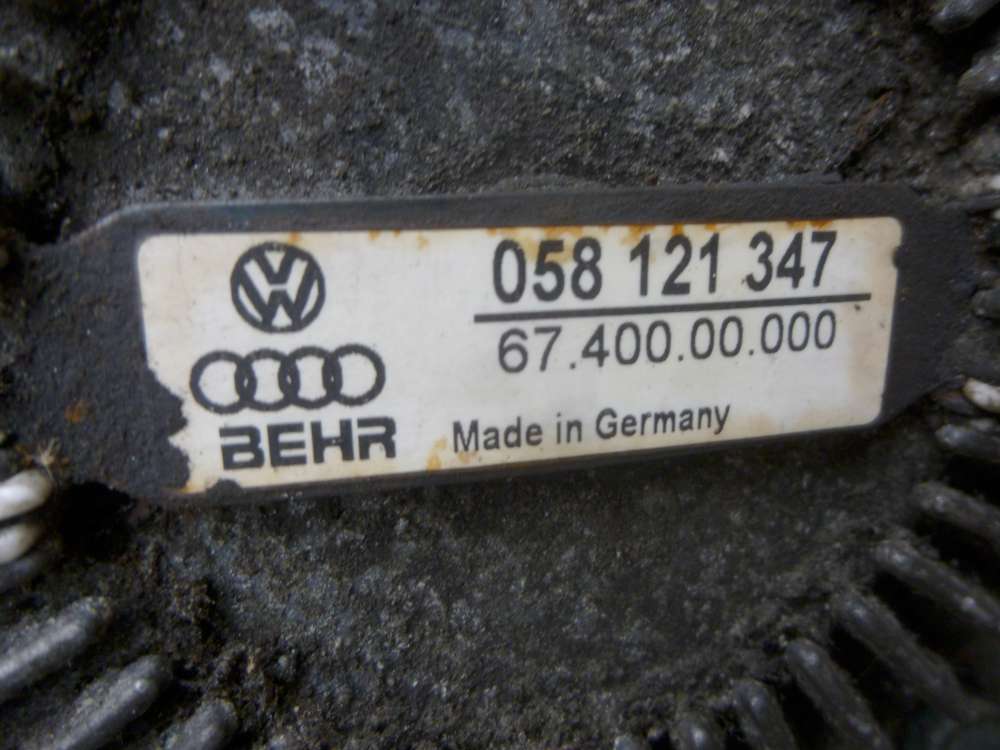 058 121 347
67.400.00.000
BEHR
Made in Germany